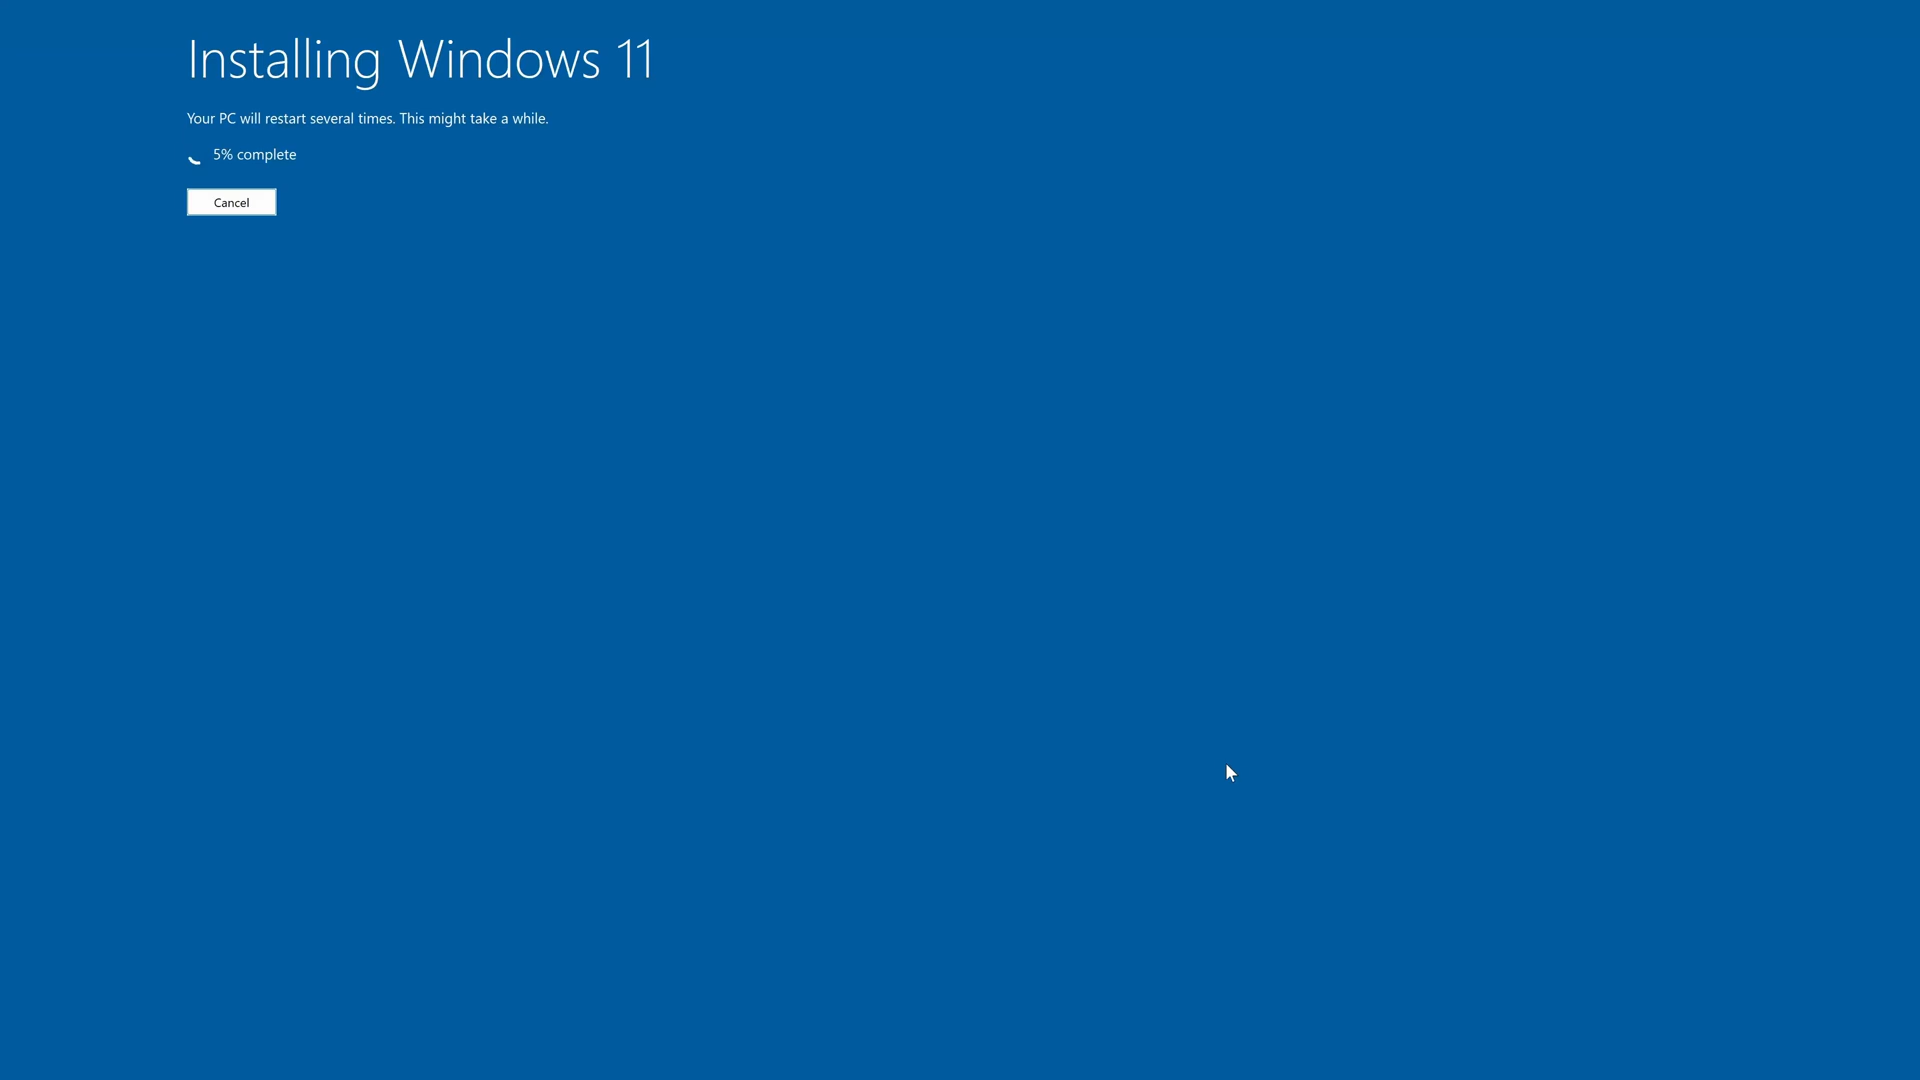 Installing Windows 11
Your PC will restart several times. This might take a while.
5% complete
Cancel